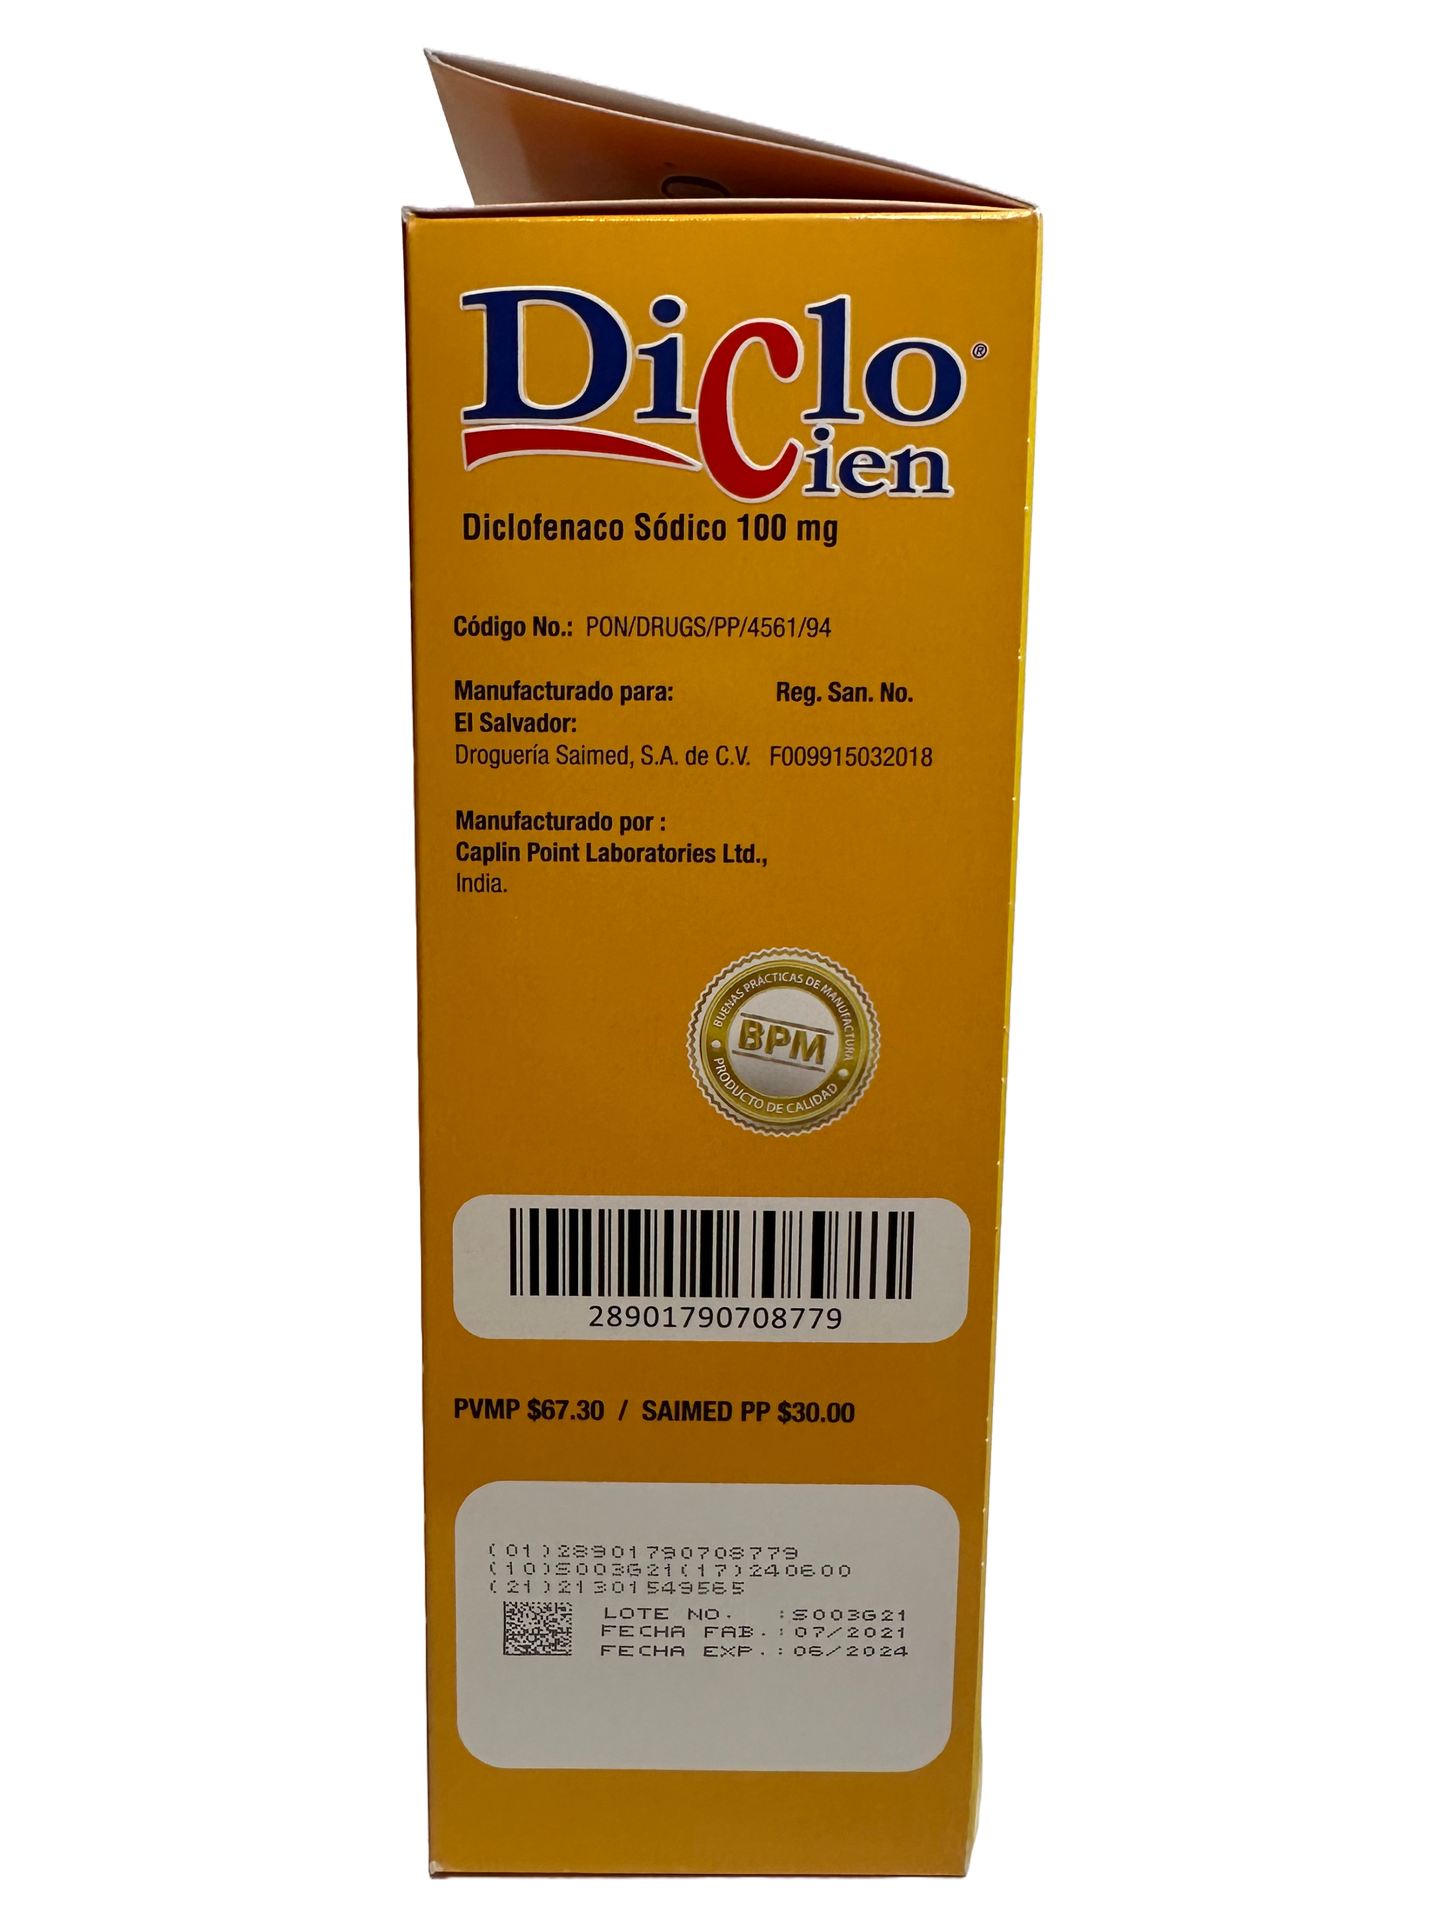 DiClo®
Cien
Diclofenaco Sódico 100 mg
Código No.: PON/DRUGS/PP/4561/94
Manufacturado para: Reg. San. No.
El Salvador:
Droguería Saimed, S.A. de C.V. F009915032018
Manufacturado por :
Caplin Point Laboratories Ltd.,
India.
BUENAS PRÁCTICAS DE MANUFACTURA
BPM
PRODUCTO DE CALIDAD
28901790708779
PVMP $67.30 / SAIMED PP $30.00
(01)28901790708779
(10)S003G21(17)240600
(21)21301549565
LOTE NO. :S003G21
FECHA FAB.:07/2021
FECHA EXP.:06/2024